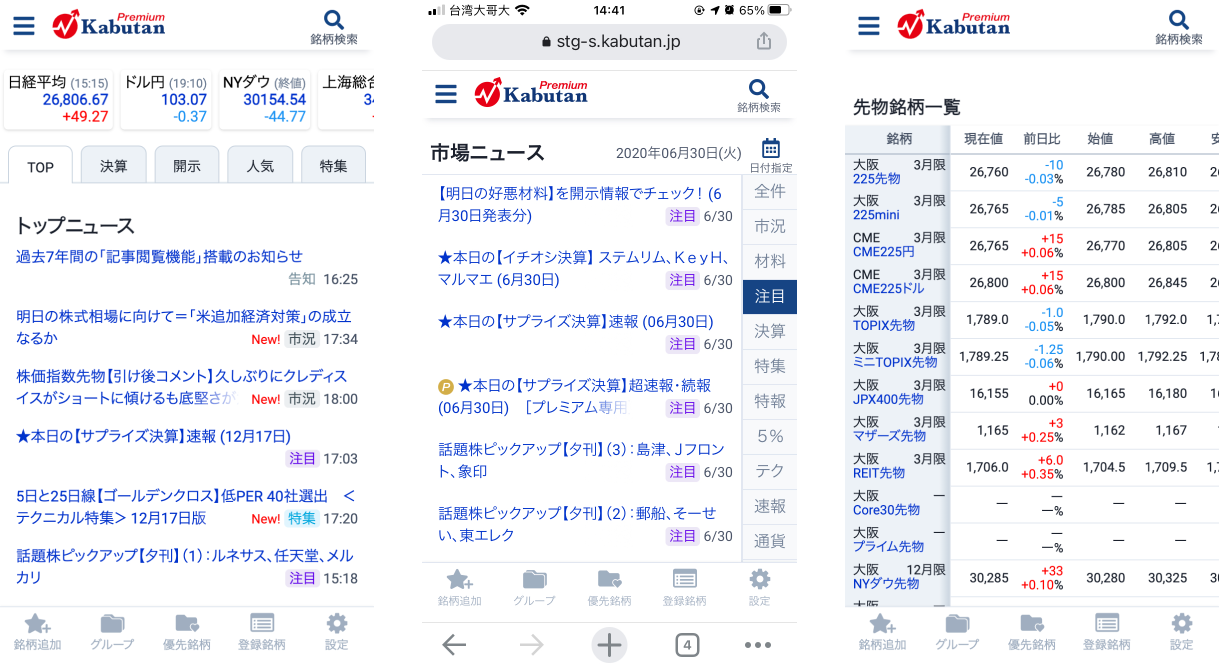 Premium
Kabutan
銘柄検索
日経平均 (15:15)
26,806.67
+49.27
ドル円 (19:10)
103.07
-0.37
NYダウ (終値)
30154.54
-44.77
上海総合
34
TOP
決算
開示
人気
特集
トップニュース
過去7年間の「記事閲覧機能」搭載のお知らせ
告知 16:25
明日の株式相場に向けて=「米追加経済対策」の成立
なるか
New! 市況 17:34
株価指数先物【引け後コメント】久しぶりにクレディス
イスがショートに傾けるも底堅さが
New! 市況 18:00
★本日の【サプライズ決算】速報 (12月17日)
注目 17:03
5日と25日線【ゴールデンクロス】低PER 40社選出 <
テクニカル特集> 12月17日版
New! 特集 17:20
話題株ピックアップ【夕刊】(1):ルネサス、任天堂、メル
カリ
注目 15:18
銘柄追加
グループ
優先銘柄
登録銘柄
設定
台湾大哥大
14:41
65%
stg-s.kabutan.jp
Premium
Kabutan
銘柄検索
市場ニュース
2020年06月30日(火)
日付指定
【明日の好悪材料】を開示情報でチェック! (6
月30日発表分)
注目 6/30
★本日の【イチオシ決算】 ステムリム、KeyH、
マルマエ (6月30日)
注目 6/30
★本日の【サプライズ決算】速報 (06月30日)
注目 6/30
P ★本日の【サプライズ決算】超速報・続報
(06月30日) [プレミアム専用
注目 6/30
話題株ピックアップ【夕刊】(3):島津、Jフロン
ト、象印
注目 6/30
話題株ピックアップ【夕刊】(2):郵船、そーせ
い、東エレク
注目 6/30
全件
市況
材料
注目
決算
特集
特報
5%
テク
速報
通貨
銘柄追加
グループ
優先銘柄
登録銘柄
設定
4
Premium
Kabutan
銘柄検索
先物銘柄一覧
銘柄 現在値 前日比 始値 高値 安
大阪 3月限
225先物
26,760 -10 -0.03% 26,780 26,810 26
大阪 3月限
225mini
26,765 -5 -0.01% 26,785 26,805 26
CME 3月限
CME225円
26,765 +15 +0.06% 26,770 26,805 26
CME 3月限
CME225ドル
26,800 +15 +0.06% 26,800 26,845 26
大阪 3月限
TOPIX先物
1,789.0 -1.0 -0.05% 1,790.0 1,792.0 1,7
大阪 3月限
ミニTOPIX先物
1,789.25 -1.25 -0.06% 1,790.00 1,792.25 1,78
大阪 3月限
JPX400先物
16,155 +0 0.00% 16,165 16,180 16
大阪 3月限
マザーズ先物
1,165 +3 +0.25% 1,162 1,167 1
大阪 3月限
REIT先物
1,706.0 +6.0 +0.35% 1,704.5 1,709.5 1,7
大阪 —
Core30先物
— — —% — —
大阪 —
プライム先物
— — —% — —
大阪 12月限
NYダウ先物
30,285 +33 +0.10% 30,280 30,325 30
銘柄追加
グループ
優先銘柄
登録銘柄
設定